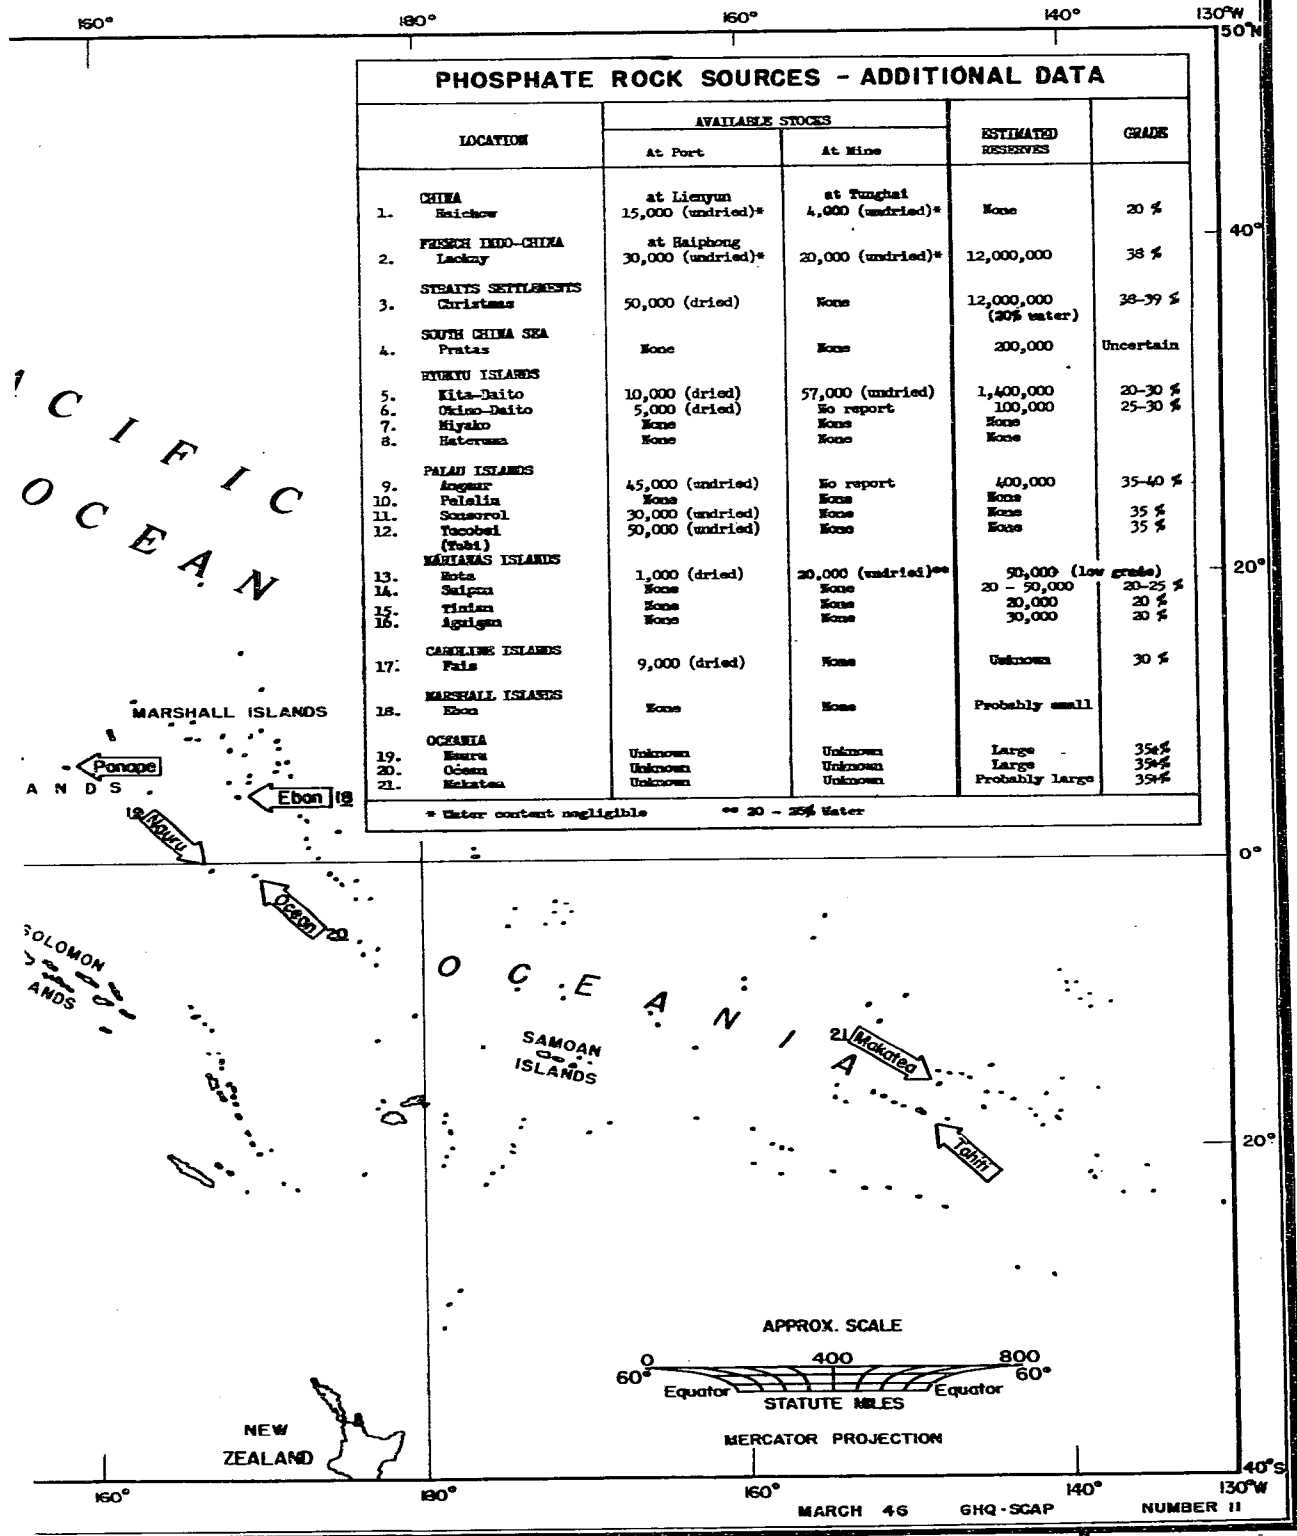 160° 180° 160° 140° 130°W
50°N
PHOSPHATE ROCK SOURCES - ADDITIONAL DATA
LOCATION AVAILABLE STOCKS ESTIMATED RESERVES GRADE
At Port At Mine
CHINA at Lienyun at Tunghai
1. Haichow 15,000 (undried)* 4,000 (undried)* None 20 %
FRENCH INDO-CHINA at Haiphong
2. Laokay 30,000 (undried)* 20,000 (undried)* 12,000,000 38 %
STRAITS SETTLEMENTS
3. Christmas 50,000 (dried) None 12,000,000 38-39 %
(20% water)
SOUTH CHINA SEA
4. Pratas None None 200,000 Uncertain
RYUKYU ISLANDS
5. Kita-Daito 10,000 (dried) 57,000 (undried) 1,400,000 20-30 %
6. Okino-Daito 5,000 (dried) No report 100,000 25-30 %
7. Miyako None None None
8. Hateruma None None None
PALAU ISLANDS
9. Angaur 45,000 (undried) No report 400,000 35-40 %
10. None None None
11. Sonsorol 30,000 (undried) None None 35 %
12. Tocobei 50,000 (undried) None None 35 %
(Tobi)
MARIANAS ISLANDS
13. Rota 1,000 (dried) 20,000 (undried)** 50,000 (low grade)
14. Saipan None None 20 - 50,000 20-25 %
15. Tinian None None 20,000 20 %
16. Aguigan None None 30,000 20 %
CAROLINE ISLANDS
17. Fais 9,000 (dried) None Unknown 30 %
MARSHALL ISLANDS
18. Ebon None None Probably small
OCEANIA
19. Nauru Unknown Unknown Large 35+%
20. Ocean Unknown Unknown Large 35+%
21. Makatea Unknown Unknown Probably large 35+%
* Water content negligible ** 20 - 25% Water
40°
20°
0°
20°
40°S
ACIFIC
OCEAN
MARSHALL ISLANDS
Ponape
ANDS
Ebon 18
19 Nauru
Ocean 20
SOLOMON
ANDS
OCEANIA
SAMOAN
ISLANDS
21 Makatea
Tahiti
APPROX. SCALE
0 400 800
60° 60°
Equator Equator
STATUTE MILES
MERCATOR PROJECTION
NEW
ZEALAND
160° 180° 160° 140° 130°W
MARCH 46 GHQ-SCAP NUMBER 11